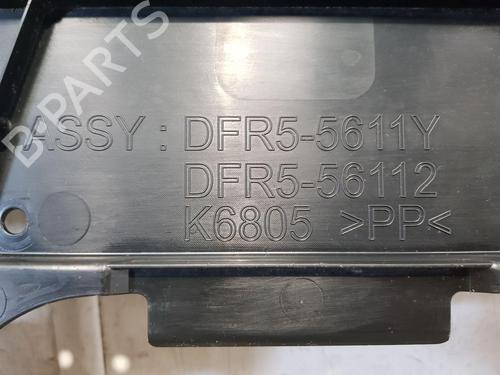 B-PARTS
ASSY : DFR5-5611Y
DFR5-56112
K6805 >PP<